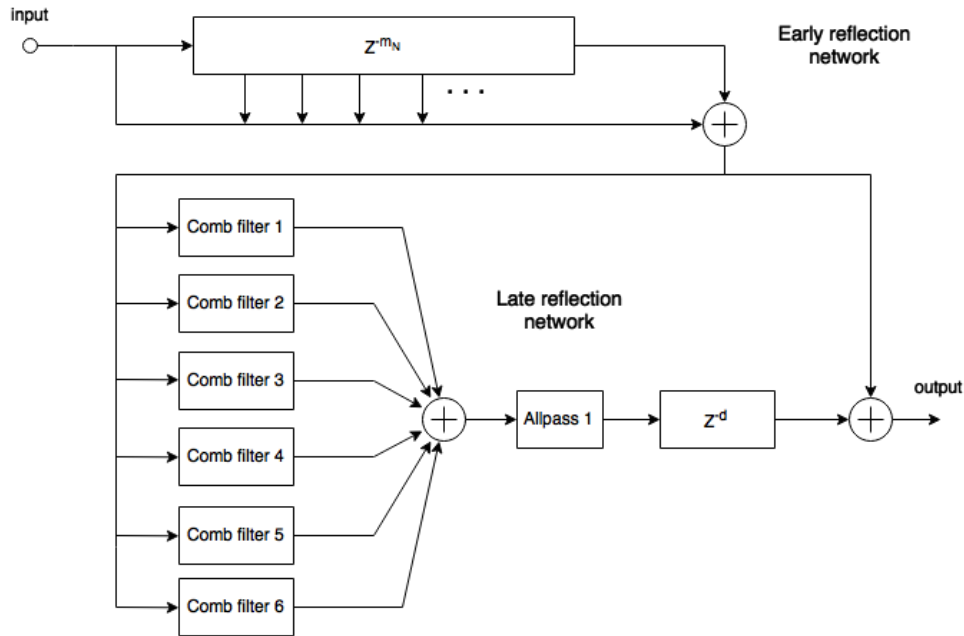 input
z^-m_N
Early reflection
network
. . .
Comb filter 1
Comb filter 2
Late reflection
network
Comb filter 3
output
Allpass 1
z^-d
Comb filter 4
Comb filter 5
Comb filter 6